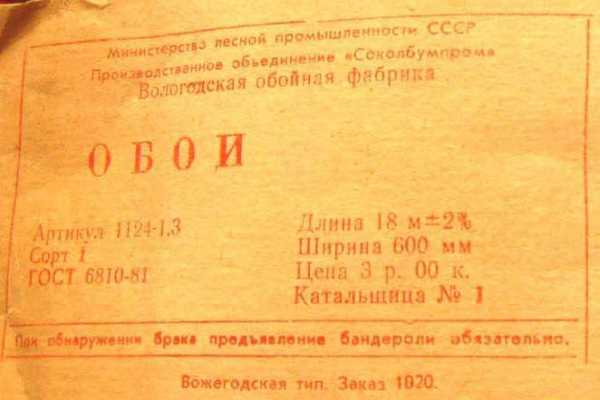 Министерство лесной промышленности СССР
Производственное объединение «Соколбумпром»
Вологодская обойная фабрика
ОБОИ
Артикул 1124-1.3
Сорт 1
ГОСТ 6810-81
Длина 18 м±2%
Ширина 600 мм
Цена 3 р. 00 к.
Катальщица № 1
При обнаружении брака предъявление бандероли обязательно.
Вожегодская тип. Заказ 1020.